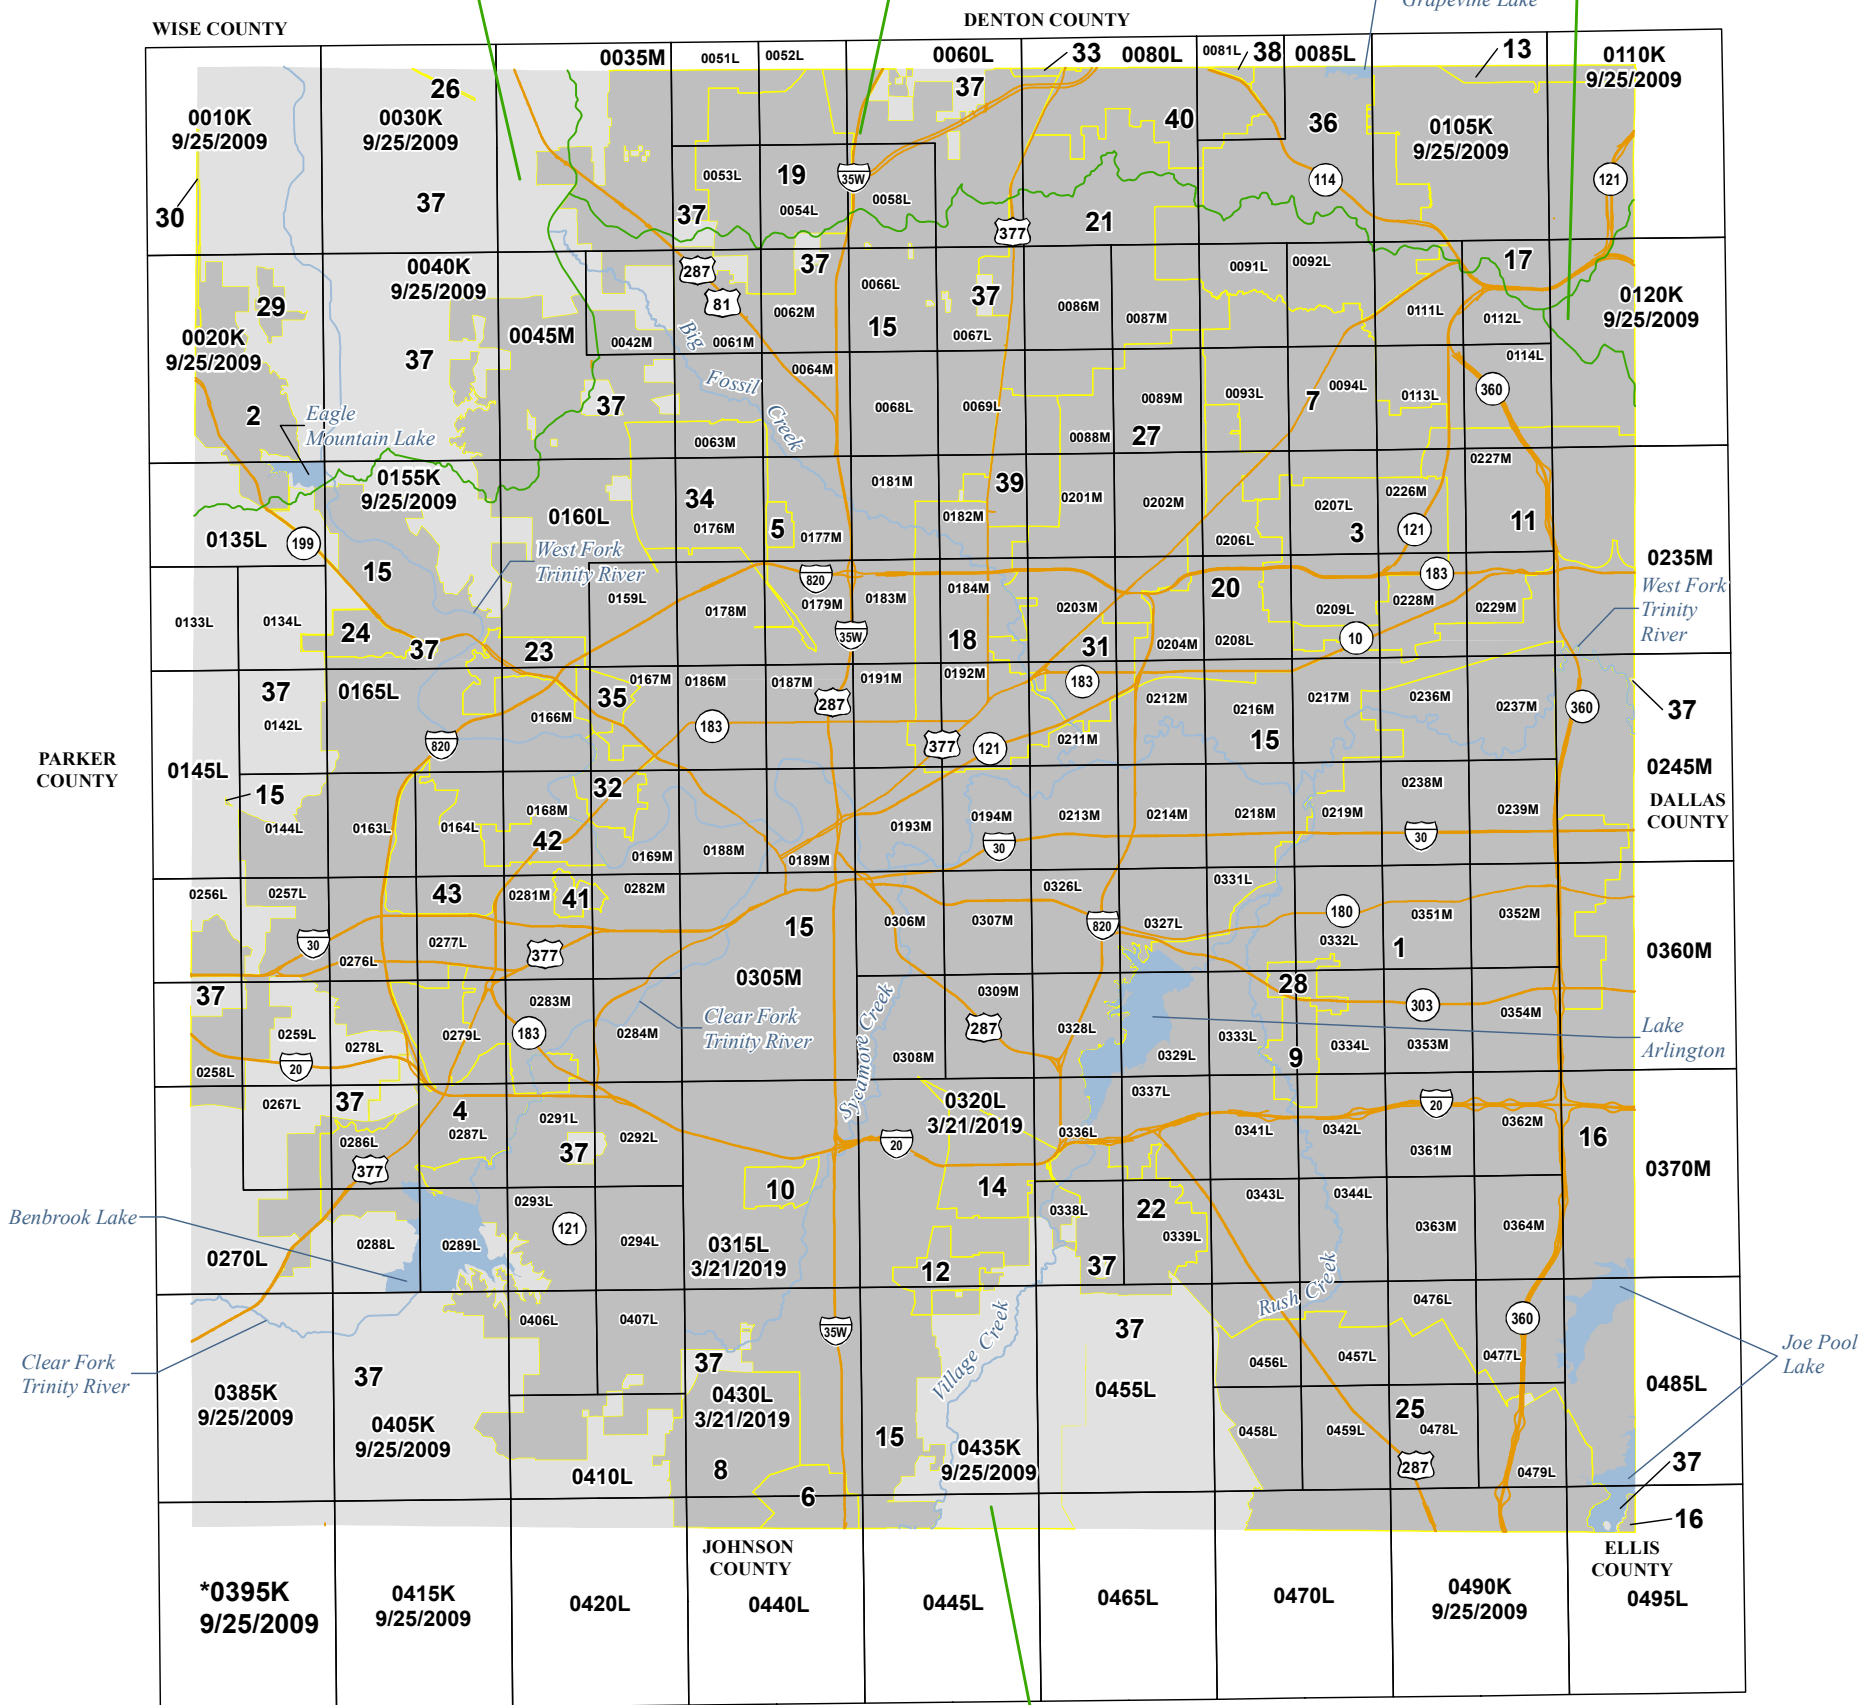 Grapevine Lake
WISE COUNTY
DENTON COUNTY
0035M
0051L
0052L
0060L
33
0080L
0081L
38
0085L
13
0110K
9/25/2009
26
37
0010K
9/25/2009
0030K
9/25/2009
40
36
0105K
9/25/2009
0053L
19
35W
114
121
30
37
37
0054L
0058L
377
21
0040K
9/25/2009
287
37
0091L
0092L
17
29
81
0066L
37
0120K
9/25/2009
0020K
9/25/2009
0045M
0042M
Big
0061M
0062M
15
0067L
0086M
0087M
0111L
0112L
37
0064M
0114L
Fossil
2
37
Creek
0068L
0069L
0089M
0093L
7
0094L
0113L
360
Eagle
Mountain Lake
0063M
0088M
27
0155K
9/25/2009
0227M
34
0181M
39
0201M
0202M
0207L
0226M
0160L
0176M
5
0177M
0182M
3
121
11
0135L
199
West Fork
Trinity River
0206L
0235M
15
820
0184M
20
183
West Fork
Trinity
River
0133L
0134L
0159L
0178M
0179M
0183M
0203M
0209L
0228M
0229M
24
37
23
35W
18
31
0204M
0208L
10
37
0165L
35
0167M
0186M
0187M
0191M
0192M
183
0142L
0166M
183
287
0212M
0216M
0217M
0236M
0237M
360
37
PARKER
COUNTY
0145L
820
377
121
0211M
15
0245M
15
32
0168M
0238M
DALLAS
COUNTY
0144L
0163L
0164L
42
0193M
0194M
0213M
0214M
0218M
0219M
0239M
0169M
0188M
0189M
30
30
0256L
0257L
43
0281M
41
0282M
0326L
0331L
15
0306M
0307M
820
0327L
180
0351M
0352M
30
0277L
377
0332L
1
0360M
0276L
0305M
37
0283M
0309M
28
303
0259L
0279L
183
0284M
Clear Fork
Trinity River
287
0328L
0333L
0354M
Lake
Arlington
0258L
20
0278L
Sycamore Creek
0308M
0329L
9
0334L
0353M
0267L
37
4
0291L
0320L
3/21/2019
0337L
20
0286L
0287L
0292L
20
0336L
0341L
0342L
0362M
16
377
37
0361M
0370M
10
14
0293L
0338L
22
0343L
0344L
Benbrook Lake
121
0363M
0364M
0270L
0288L
0289L
0294L
0315L
3/21/2019
12
37
0339L
Rush Creek
0406L
0407L
35W
37
0476L
360
Clear Fork
Trinity River
37
37
Village Creek
0456L
0457L
0477L
Joe Pool
Lake
0385K
9/25/2009
0405K
9/25/2009
0430L
3/21/2019
0455L
0485L
15
0435K
9/25/2009
0458L
0459L
25
0478L
0410L
8
287
0479L
37
6
16
JOHNSON
COUNTY
ELLIS
COUNTY
*0395K
9/25/2009
0415K
9/25/2009
0420L
0440L
0445L
0465L
0470L
0490K
9/25/2009
0495L